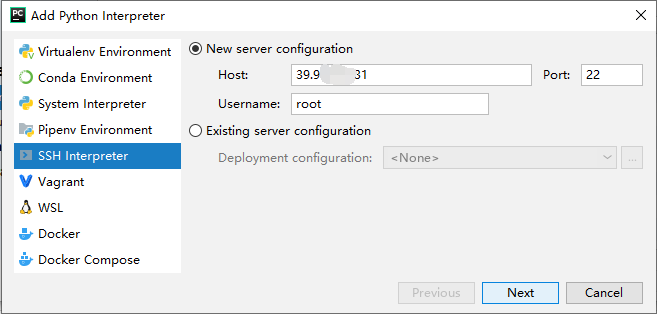 PC Add Python Interpreter
Virtualenv Environment
Conda Environment
System Interpreter
Pipenv Environment
SSH Interpreter
Vagrant
WSL
Docker
Docker Compose
New server configuration
Host: 39.9 31 Port: 22
Username: root
Existing server configuration
Deployment configuration: <None> ...
Previous Next Cancel